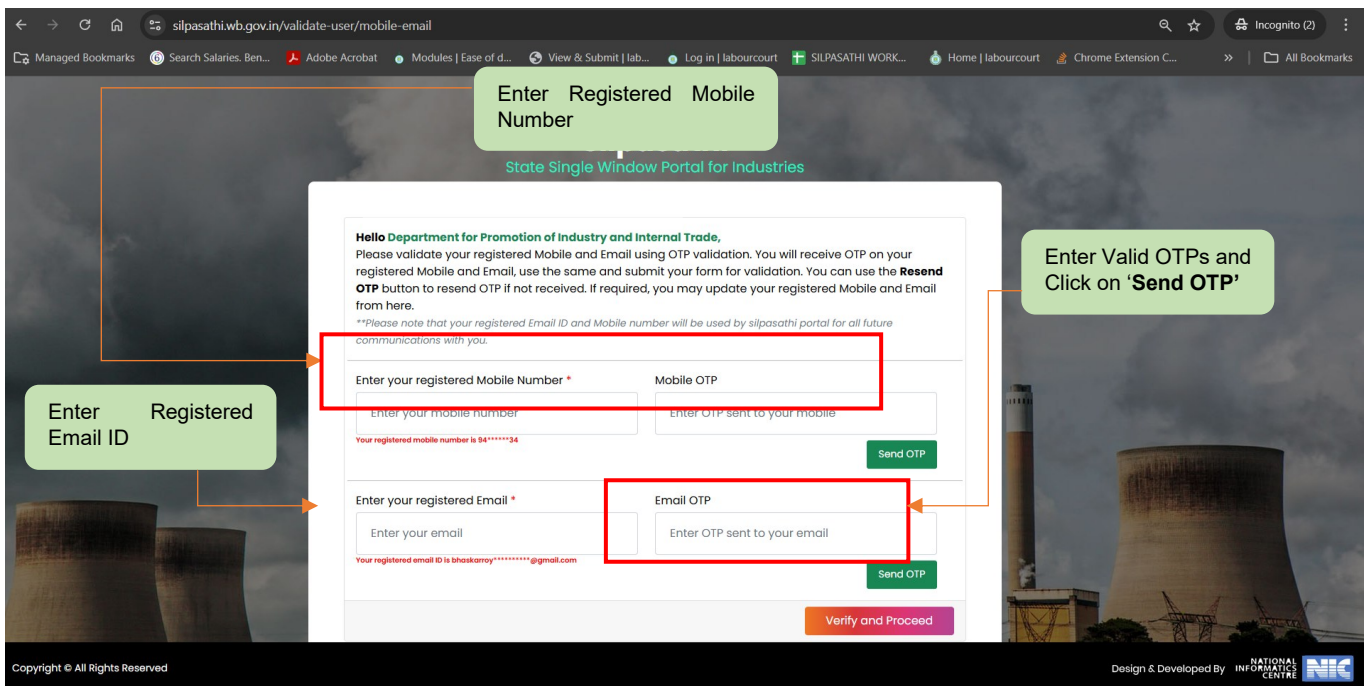 silpasathi.wb.gov.in/validate-user/mobile-email
Incognito (2)
Managed Bookmarks
Search Salaries. Ben...
Adobe Acrobat
Modules | Ease of d...
View & Submit | lab...
Log in | labourcourt
SILPASATHI WORK...
Home | labourcourt
Chrome Extension C...
»
All Bookmarks
Enter Registered Mobile
Number
State Single Window Portal for Industries
Hello Department for Promotion of Industry and Internal Trade,
Please validate your registered Mobile and Email using OTP validation. You will receive OTP on your
registered Mobile and Email, use the same and submit your form for validation. You can use the Resend
OTP button to resend OTP if not received. If required, you may update your registered Mobile and Email
from here.
**Please note that your registered Email ID and Mobile number will be used by silpasathi portal for all future
communications with you.
Enter Valid OTPs and
Click on ‘Send OTP’
Enter your registered Mobile Number *
Mobile OTP
Enter your mobile number
Enter OTP sent to your mobile
Your registered mobile number is 94******34
Send OTP
Enter Registered
Email ID
Enter your registered Email *
Email OTP
Enter your email
Enter OTP sent to your email
Your registered email ID is bhaskarroy**********@gmail.com
Send OTP
Verify and Proceed
Copyright © All Rights Reserved
Design & Developed By
NATIONAL
INFORMATICS
CENTRE
NIC